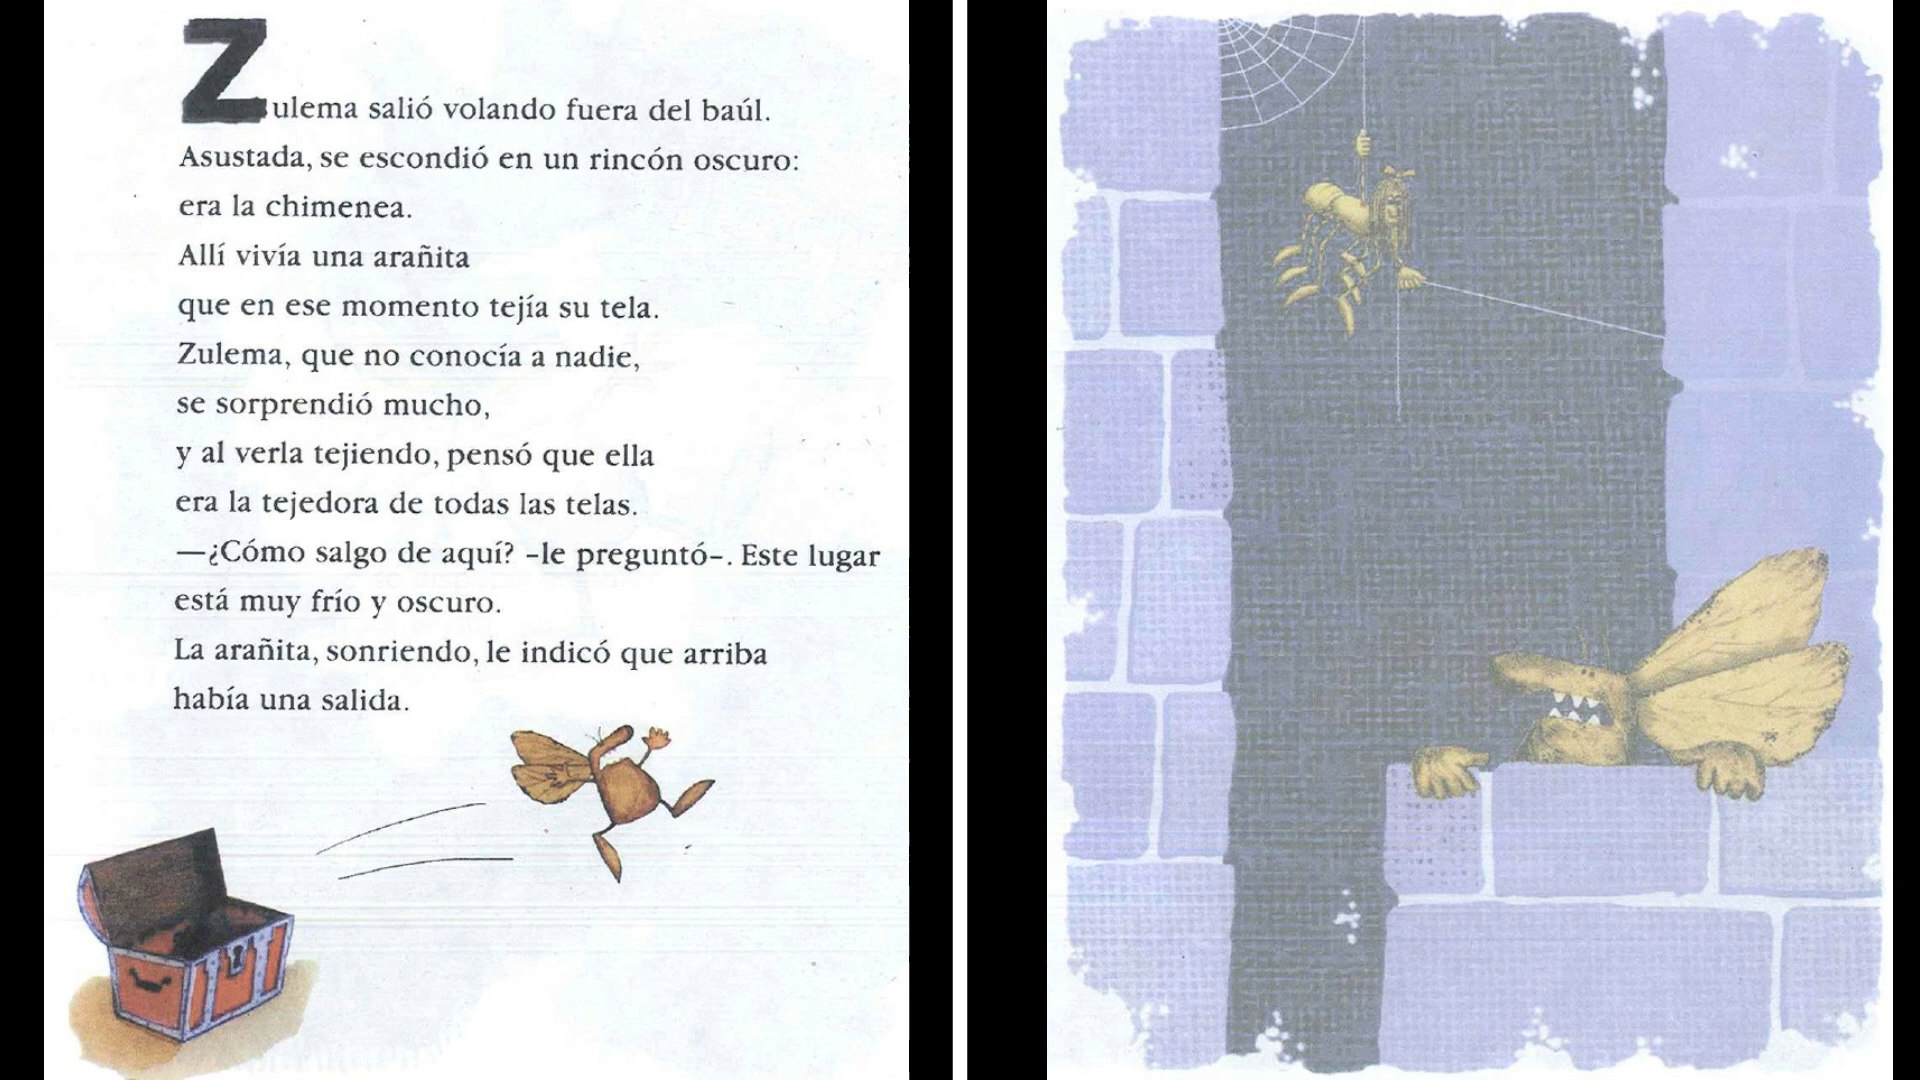 Zulema salió volando fuera del baúl.
Asustada, se escondió en un rincón oscuro:
era la chimenea.
Allí vivía una arañita
que en ese momento tejía su tela.
Zulema, que no conocía a nadie,
se sorprendió mucho,
y al verla tejiendo, pensó que ella
era la tejedora de todas las telas.
—¿Cómo salgo de aquí? –le preguntó–. Este lugar
está muy frío y oscuro.
La arañita, sonriendo, le indicó que arriba
había una salida.